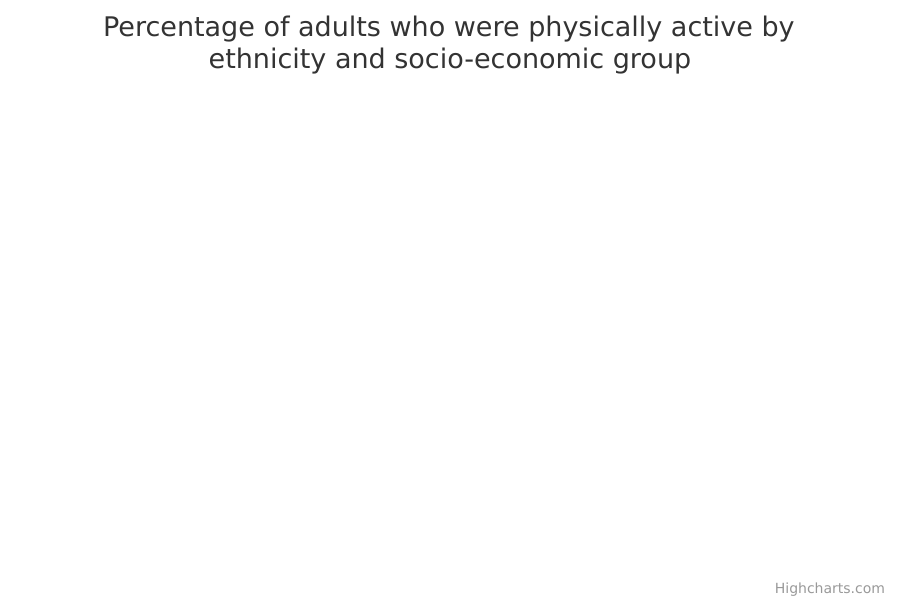 Percentage of adults who were physically active by
ethnicity and socio-economic group
Highcharts.com